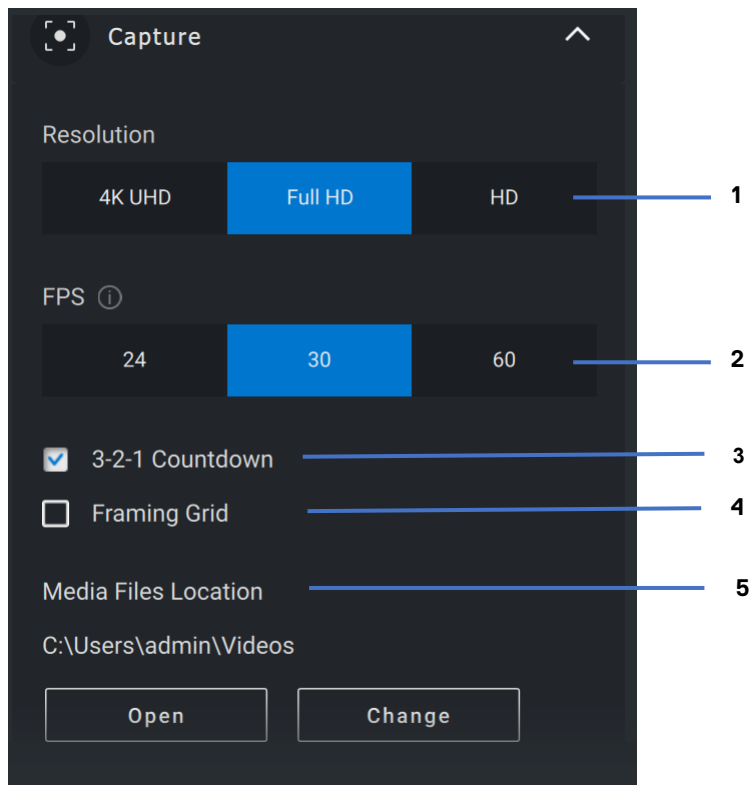 Capture
Resolution
4K UHD Full HD HD 1
FPS
24 30 60 2
3-2-1 Countdown 3
Framing Grid 4
Media Files Location 5
C:\Users\admin\Videos
Open Change